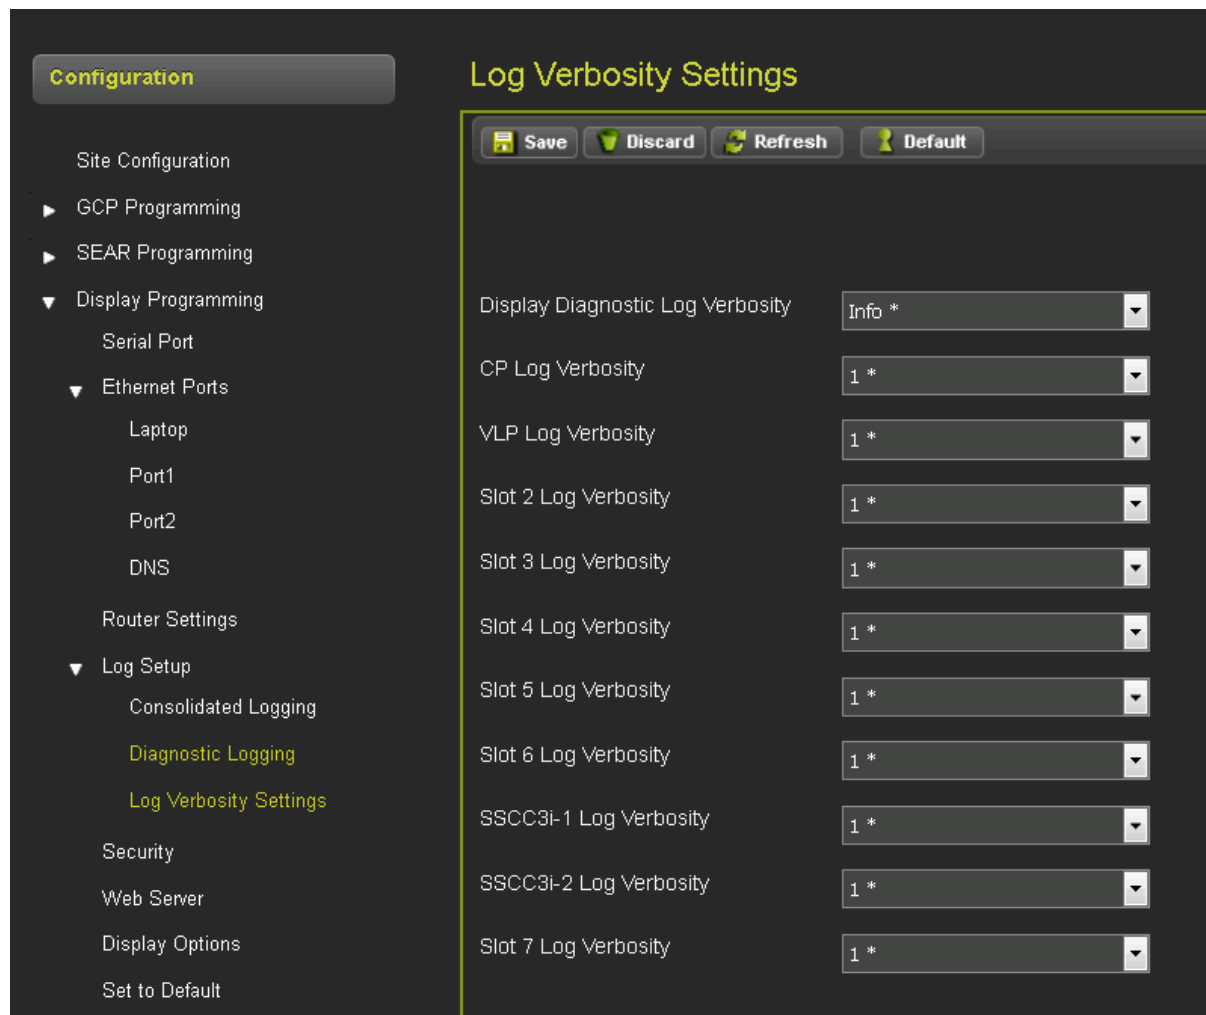 Configuration
Site Configuration
GCP Programming
SEAR Programming
Display Programming
Serial Port
Ethernet Ports
Laptop
Port1
Port2
DNS
Router Settings
Log Setup
Consolidated Logging
Diagnostic Logging
Log Verbosity Settings
Security
Web Server
Display Options
Set to Default
Log Verbosity Settings
Save Discard Refresh Default
Display Diagnostic Log Verbosity Info *
CP Log Verbosity 1 *
VLP Log Verbosity 1 *
Slot 2 Log Verbosity 1 *
Slot 3 Log Verbosity 1 *
Slot 4 Log Verbosity 1 *
Slot 5 Log Verbosity 1 *
Slot 6 Log Verbosity 1 *
SSCC3i-1 Log Verbosity 1 *
SSCC3i-2 Log Verbosity 1 *
Slot 7 Log Verbosity 1 *